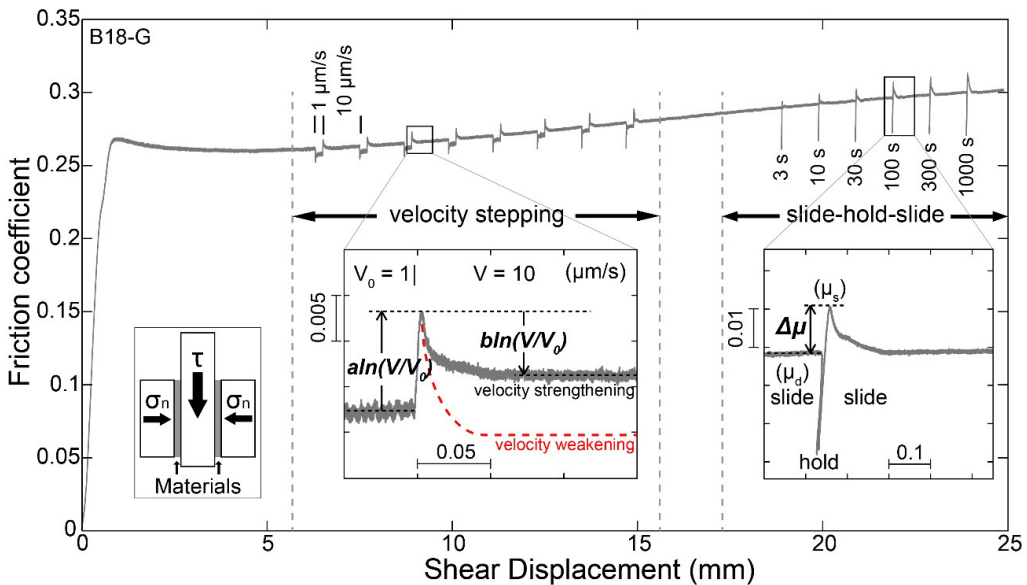 B18-G
0.35
0.3
0.25
0.2
0.15
0.1
0.05
0
Friction coefficient
1 μm/s
10 μm/s
velocity stepping
3 s
10 s
30 s
100 s
300 s
1000 s
slide-hold-slide
τ
σn
σn
Materials
V0 = 1| V = 10 (μm/s)
0.005
aln(V/V0)
bln(V/V0)
velocity strengthening
velocity weakening
0.05
0.01
(μs)
Δμ
(μd)
slide
slide
hold
0.1
0
5
10
15
20
25
Shear Displacement (mm)